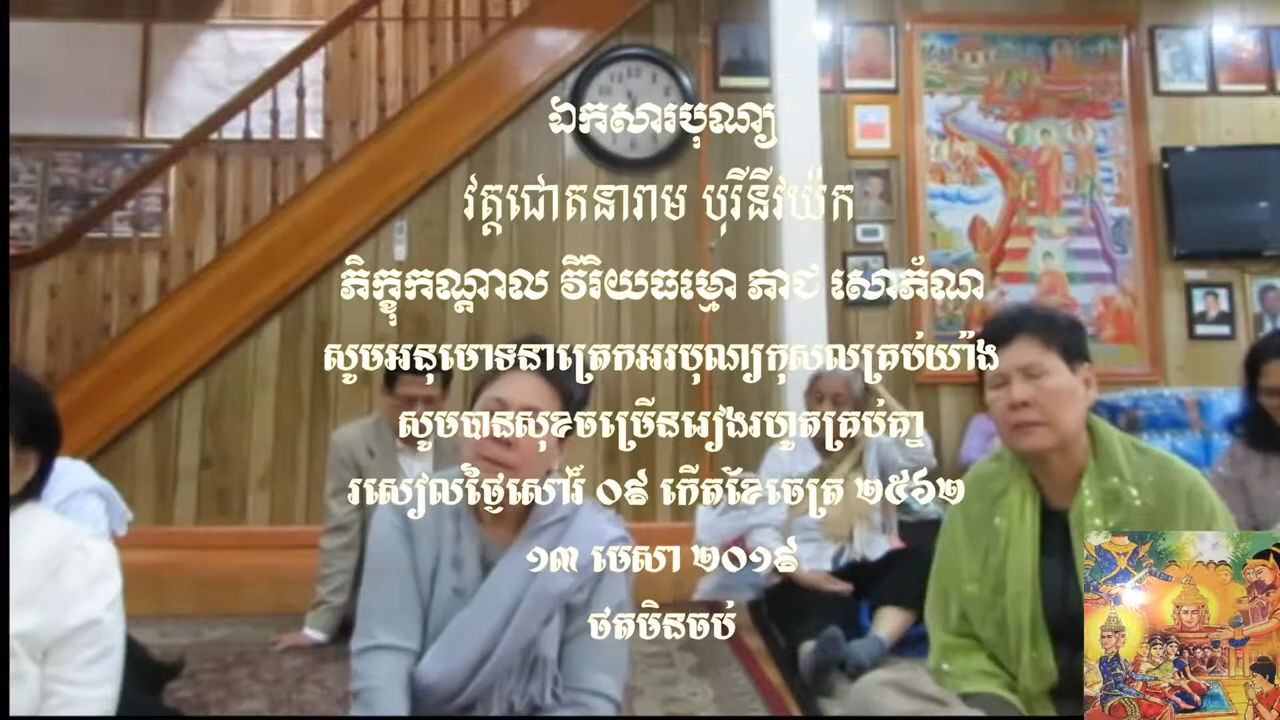 ឯកសារបុណ្យ
វត្តជោតនារាម បុរីនីវយ៉ក
ភិក្ខុកណ្ដាល វីរិយធម្មោ ភាជ សោភ័ណ
សូមអនុមោទនាត្រេកអរបុណ្យកុសលគ្រប់យ៉ាង
សូមបានសុខចម្រើនរៀងរហូតគ្រប់គ្នា
រសៀលថ្ងៃសៅរ៍ ០៩ កើតខែចេត្រ ២៥៦២
១៣ មេសា ២០១៩
ថតមិនចប់